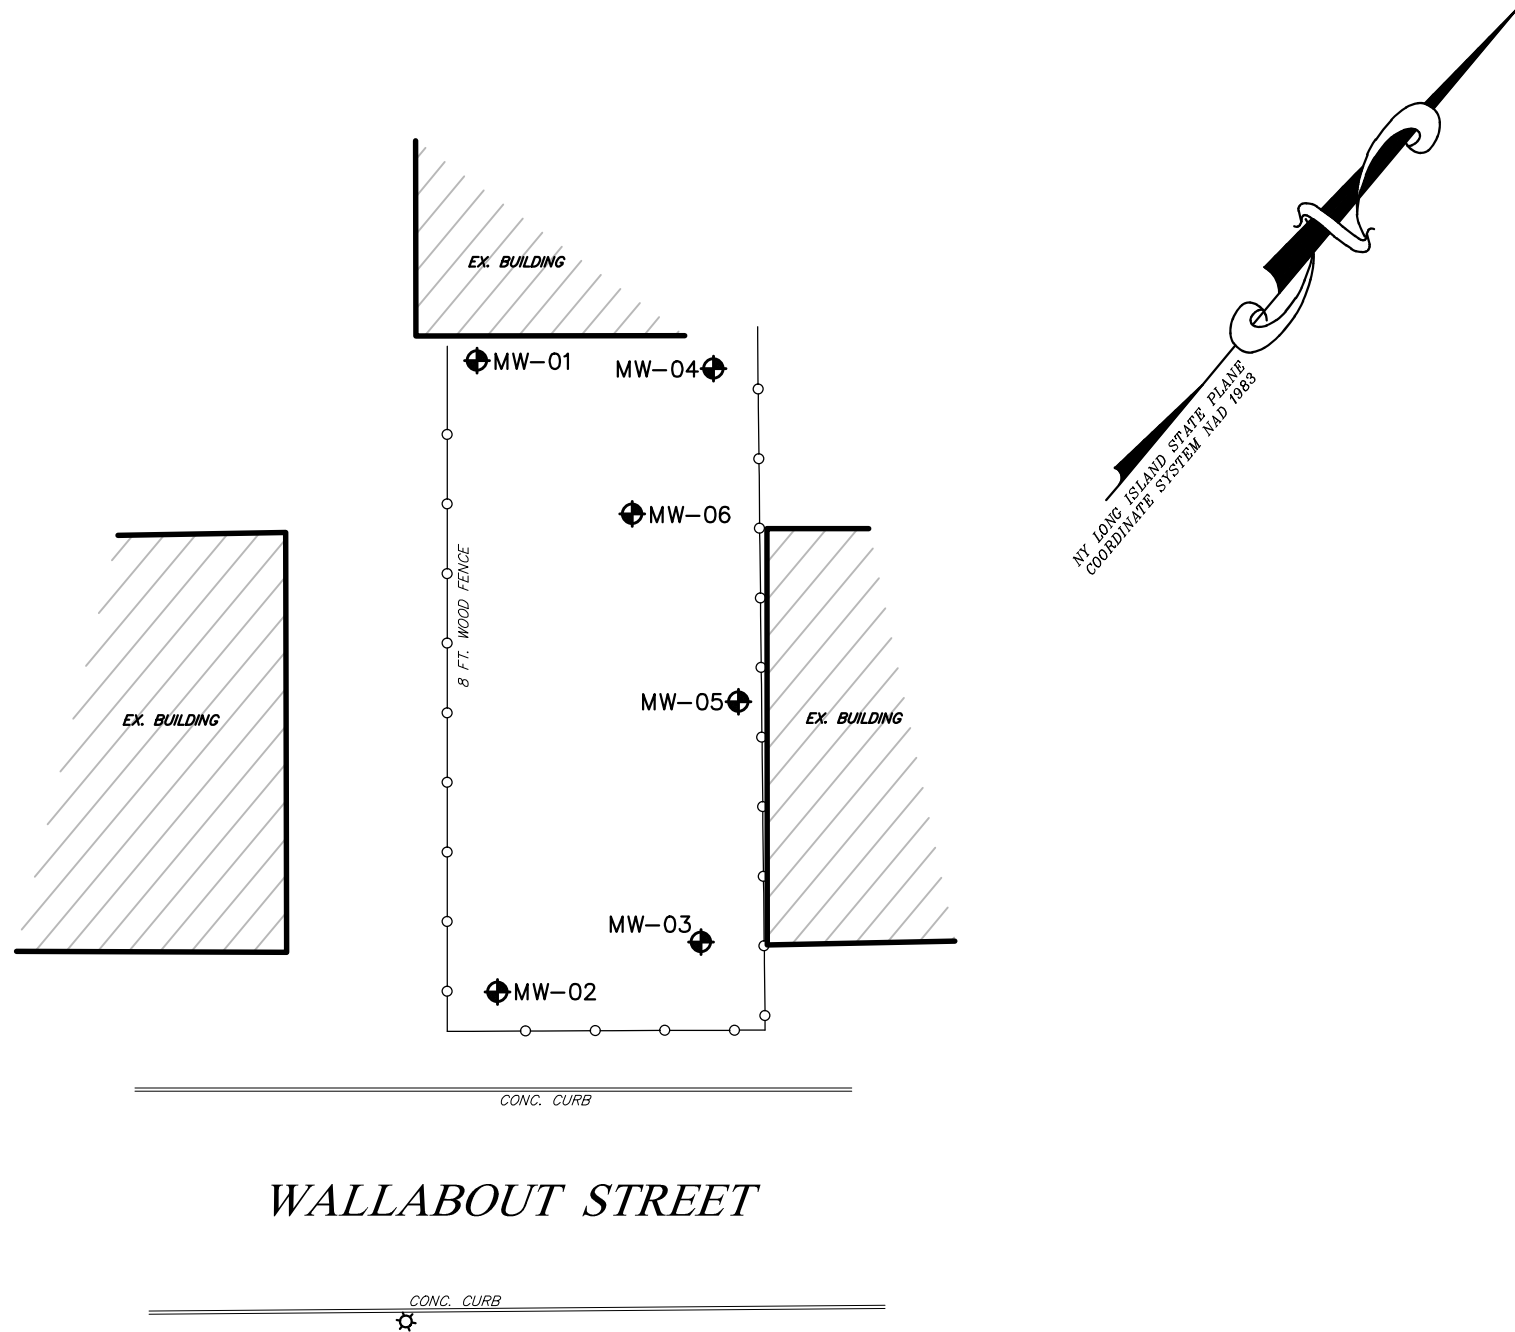 EX. BUILDING
MW-01
MW-04
NY LONG ISLAND STATE PLANE
COORDINATE SYSTEM NAD 1983
MW-06
8 FT. WOOD FENCE
MW-05
EX. BUILDING
EX. BUILDING
MW-03
MW-02
CONC. CURB
WALLABOUT STREET
CONC. CURB